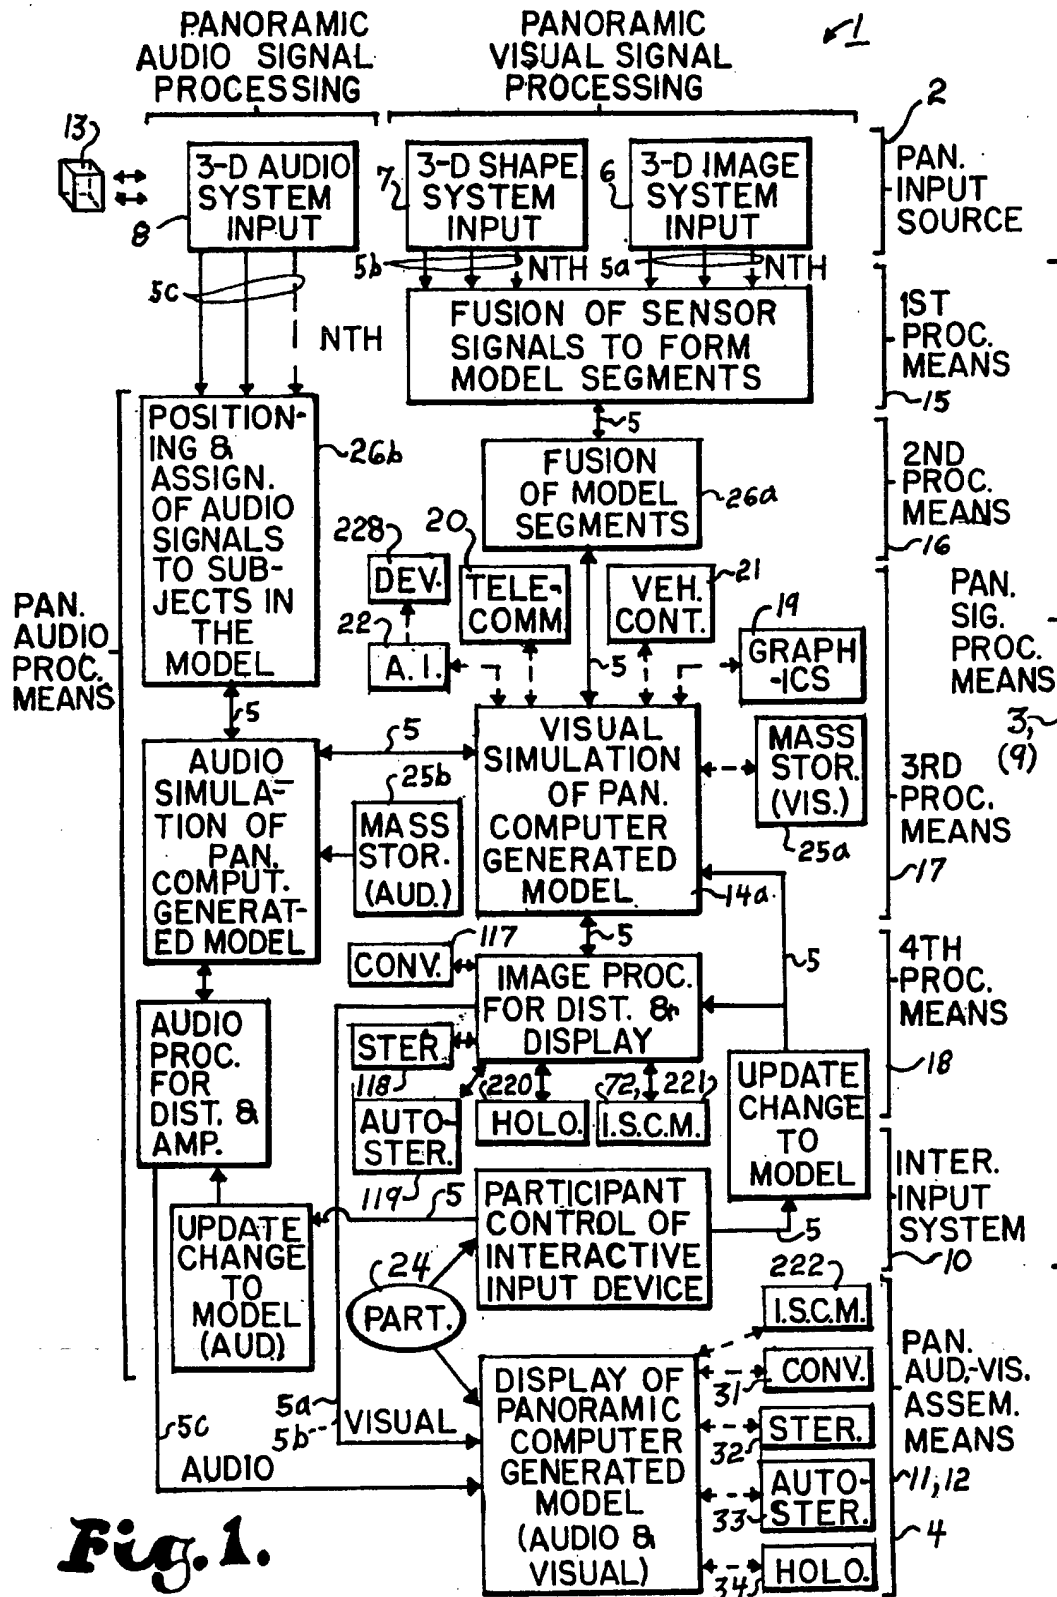 PANORAMIC
AUDIO SIGNAL
PROCESSING
PANORAMIC
VISUAL SIGNAL
PROCESSING
1
2
13
3-D AUDIO
SYSTEM
INPUT
8
7
3-D SHAPE
SYSTEM
INPUT
6
3-D IMAGE
SYSTEM
INPUT
PAN.
INPUT
SOURCE
5c
NTH
5b
NTH
5a
NTH
FUSION OF SENSOR
SIGNALS TO FORM
MODEL SEGMENTS
1ST
PROC.
MEANS
15
5
POSITION-
ING &
ASSIGN.
OF AUDIO
SIGNALS
TO SUB-
JECTS IN
THE
MODEL
26b
FUSION
OF MODEL
SEGMENTS
26a
2ND
PROC.
MEANS
16
PAN.
AUDIO
PROC.
MEANS
228
DEV.
22
A.I.
20
TELE-
COMM.
5
VEH.
CONT.
21
19
GRAPH
-ICS
PAN.
SIG.
PROC.
MEANS
3,
(9)
5
AUDIO
SIMULA-
TION OF
PAN.
COMPUT.
GENERAT-
ED MODEL
5
25b
MASS
STOR.
(AUD.)
VISUAL
SIMULATION
OF PAN.
COMPUTER
GENERATED
MODEL
14a
MASS
STOR.
(VIS.)
25a
3RD
PROC.
MEANS
17
5
117
CONV.
IMAGE PROC.
FOR DIST. &
DISPLAY
5
4TH
PROC.
MEANS
18
AUDIO
PROC.
FOR
DIST. &
AMP.
STER.
118
AUTO-
STER.
119
220
HOLO.
72, 221
I.S.C.M.
UPDATE
CHANGE
TO
MODEL
5
UPDATE
CHANGE
TO
MODEL
(AUD.)
5
PARTICIPANT
CONTROL OF
INTERACTIVE
INPUT DEVICE
INTER.
INPUT
SYSTEM
10
24
PART.
222
I.S.C.M.
5c
AUDIO
5a
5b
VISUAL
DISPLAY OF
PANORAMIC
COMPUTER
GENERATED
MODEL
(AUDIO &
VISUAL)
31
CONV.
32
STER.
33
AUTO-
STER.
34
HOLO.
PAN.
AUD.-VIS.
ASSEM.
MEANS
11, 12
4
Fig. 1.